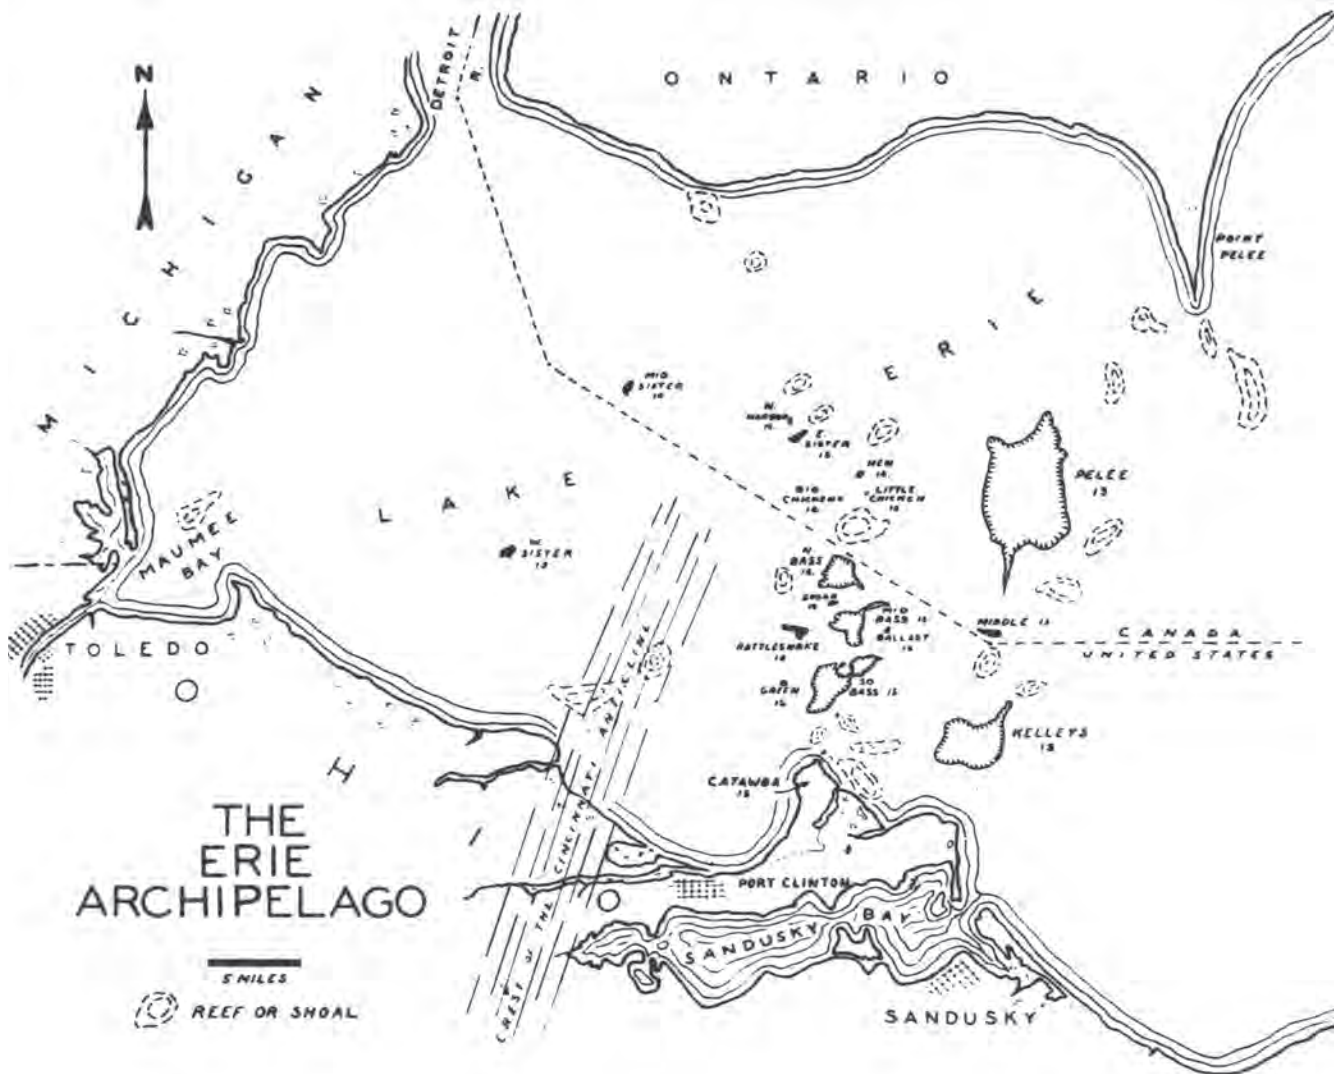 N
DETROIT
R.
ONTARIO
MICHIGAN
POINT
PELEE
ERIE
MID
SISTER
IS
N.
HARBOR
IS.
E.
SISTER
IS.
HEN
IS.
PELEE
IS
BIG
CHICKEN
IS
LITTLE
CHICKEN
IS
LAKE
MAUMEE
BAY
W.
SISTER
IS
N.
BASS
IS.
SUGAR
IS
MID
BASS IS
&
BALLAST
IS
MIDDLE IS
CANADA
UNITED STATES
TOLEDO
RATTLESNAKE
IS
GREEN
IS
SO
BASS IS
KELLEYS
IS
OHIO
CATAWBA
IS
CREST OF THE CINCINNATI ANTICLINE
THE
ERIE
ARCHIPELAGO
PORT CLINTON
SANDUSKY BAY
5 MILES
REEF OR SHOAL
SANDUSKY